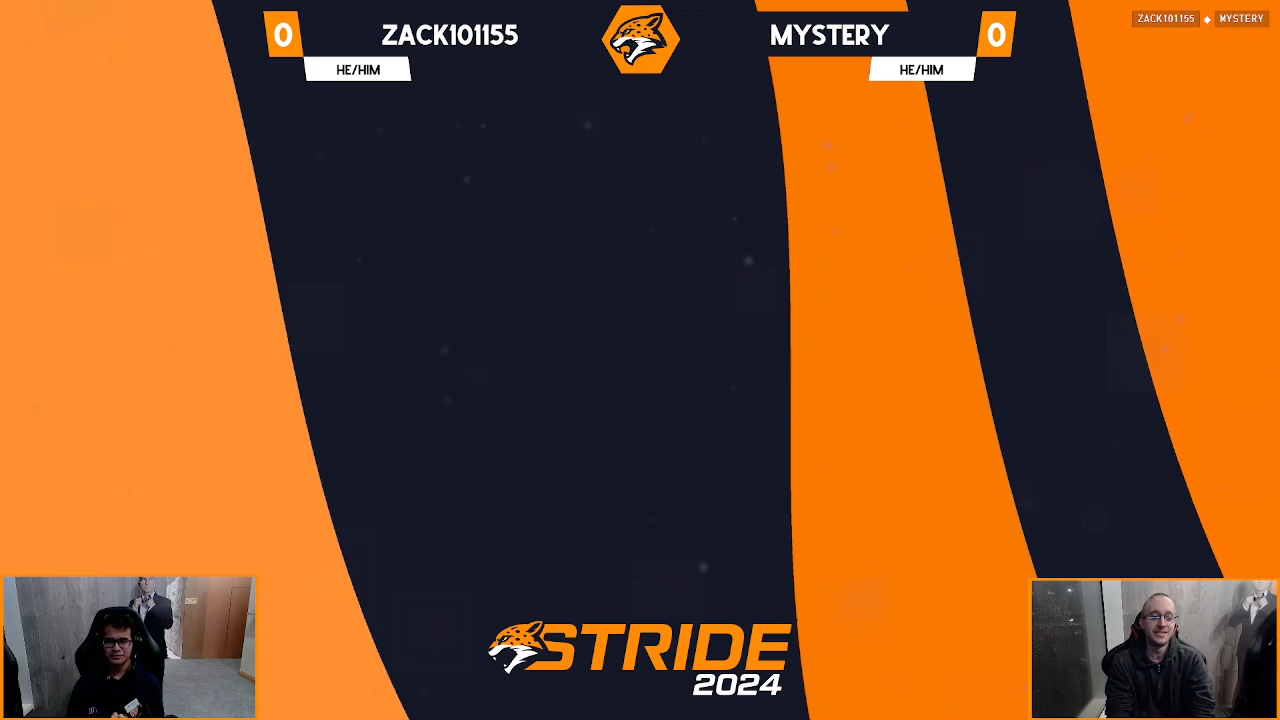 0 ZACK101155 MYSTERY 0
HE/HIM HE/HIM
ZACK101155 ◆ MYSTERY
STRIDE
2024